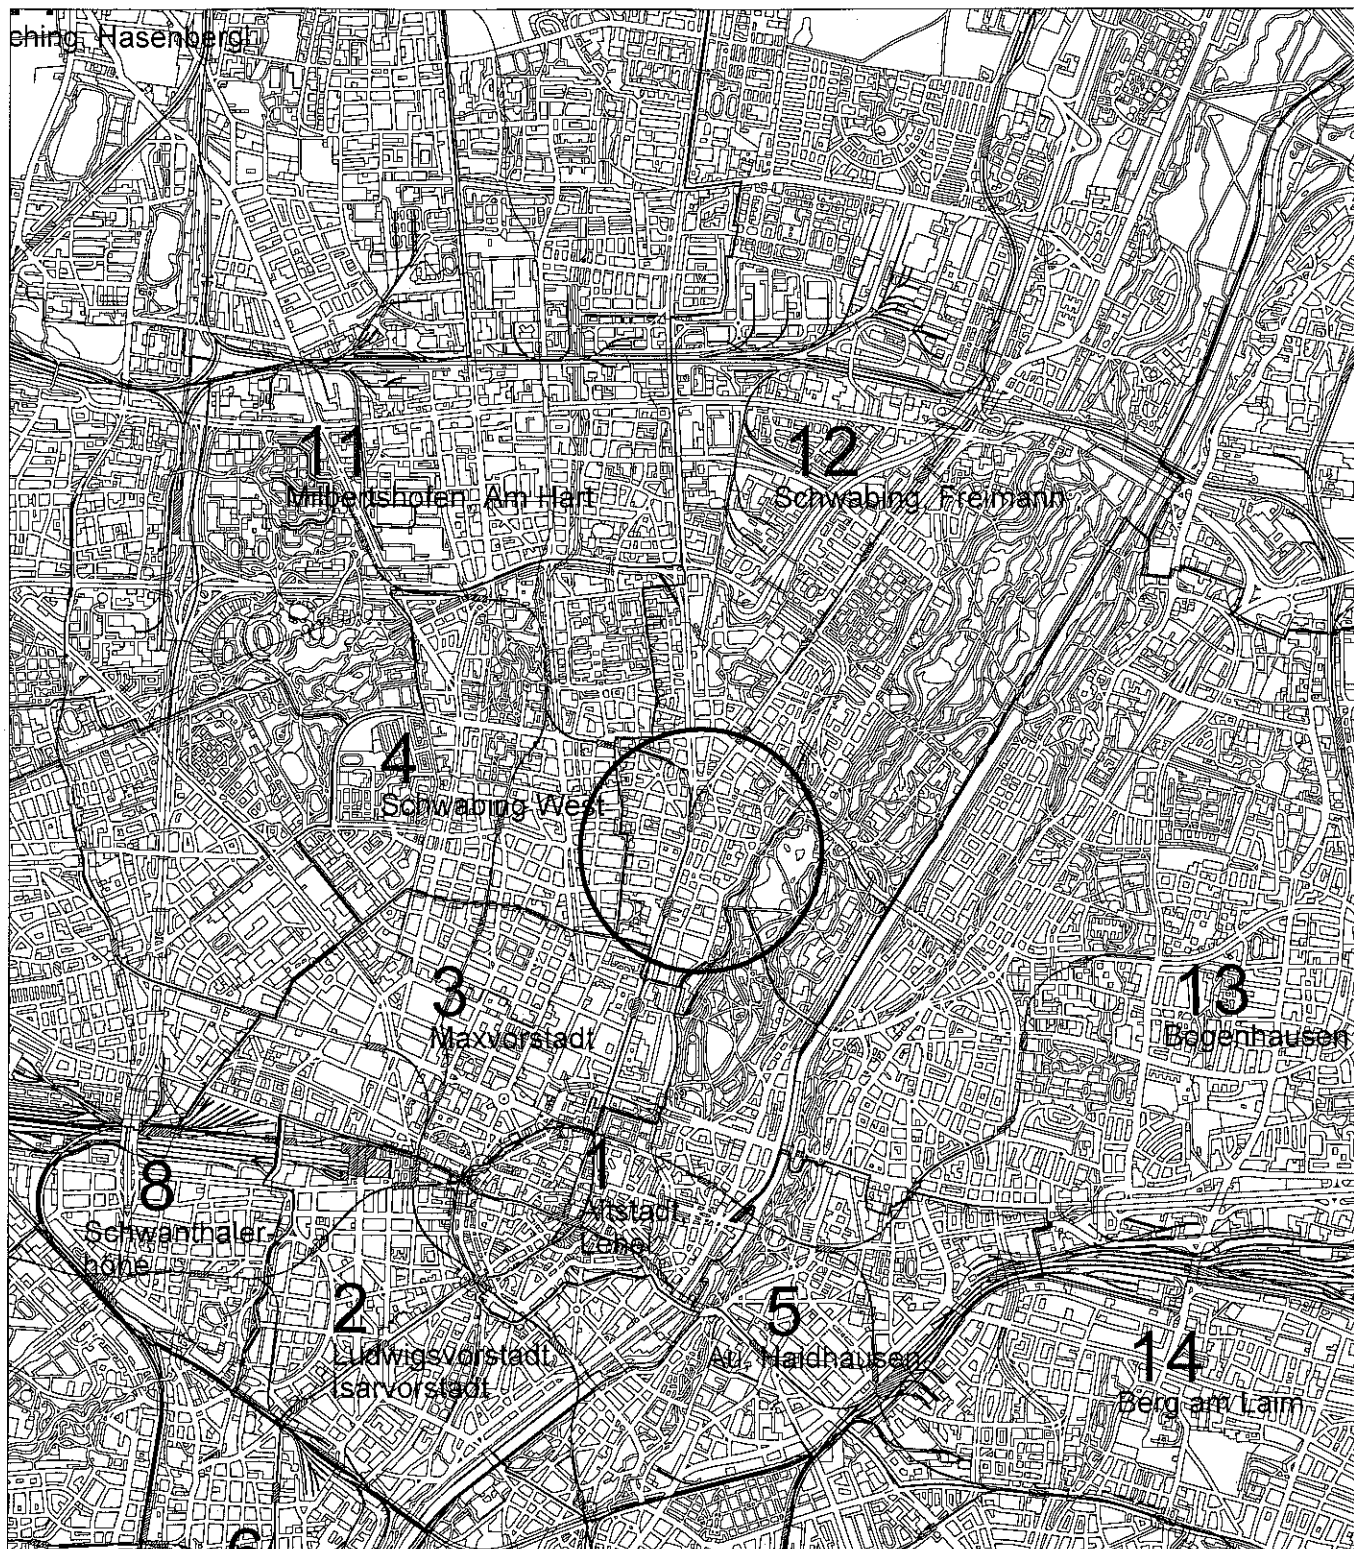 ching, Hasenbergl
11
Milbertshofen, Am Hart
12
Schwabing, Freimann
4
Schwabing West
3
Maxvorstadt
13
Bogenhausen
1
Altstadt,
Lehel
8
Schwanthaler-
höhe
2
Ludwigsvorstadt,
Isarvorstadt
5
Au, Haidhausen
14
Berg am Laim
6